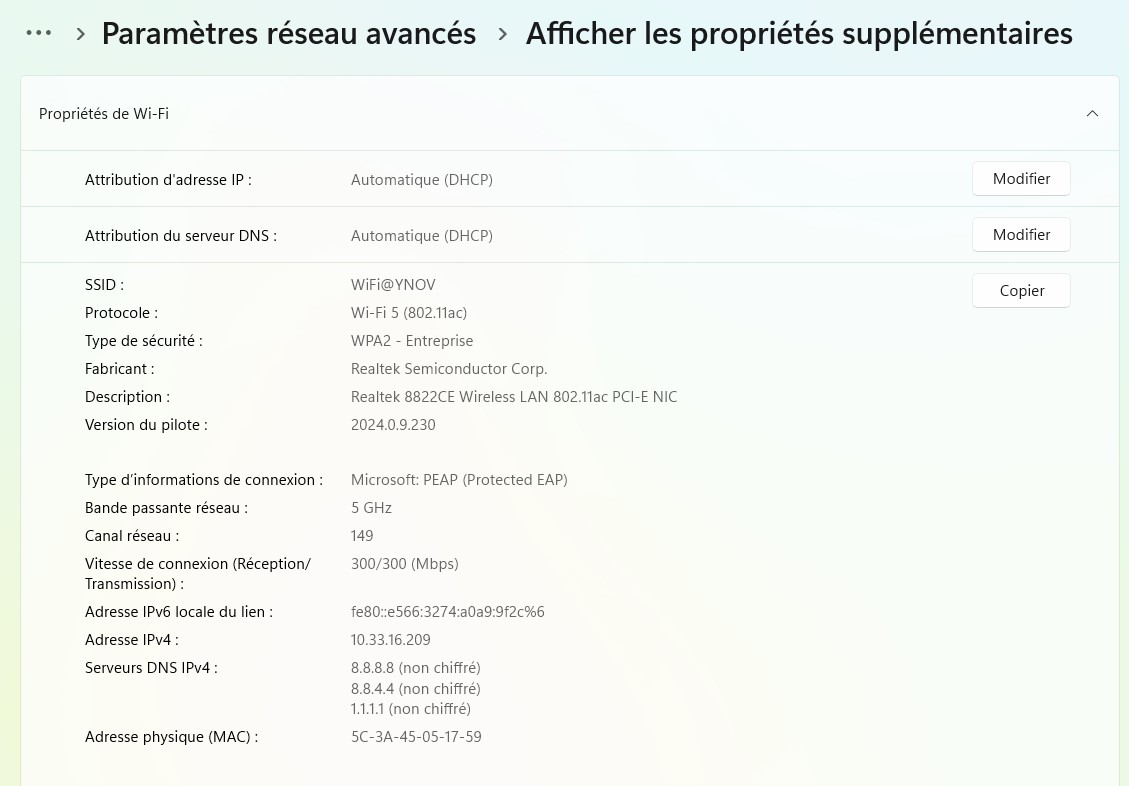 Paramètres réseau avancés > Afficher les propriétés supplémentaires
Propriétés de Wi-Fi
Attribution d'adresse IP : Automatique (DHCP) Modifier
Attribution du serveur DNS : Automatique (DHCP) Modifier
SSID : WiFi@YNOV Copier
Protocole : Wi-Fi 5 (802.11ac)
Type de sécurité : WPA2 - Entreprise
Fabricant : Realtek Semiconductor Corp.
Description : Realtek 8822CE Wireless LAN 802.11ac PCI-E NIC
Version du pilote : 2024.0.9.230
Type d’informations de connexion : Microsoft: PEAP (Protected EAP)
Bande passante réseau : 5 GHz
Canal réseau : 149
Vitesse de connexion (Réception/ 300/300 (Mbps)
Transmission) :
Adresse IPv6 locale du lien : fe80::e566:3274:a0a9:9f2c%6
Adresse IPv4 : 10.33.16.209
Serveurs DNS IPv4 : 8.8.8.8 (non chiffré)
8.8.4.4 (non chiffré)
1.1.1.1 (non chiffré)
Adresse physique (MAC) : 5C-3A-45-05-17-59